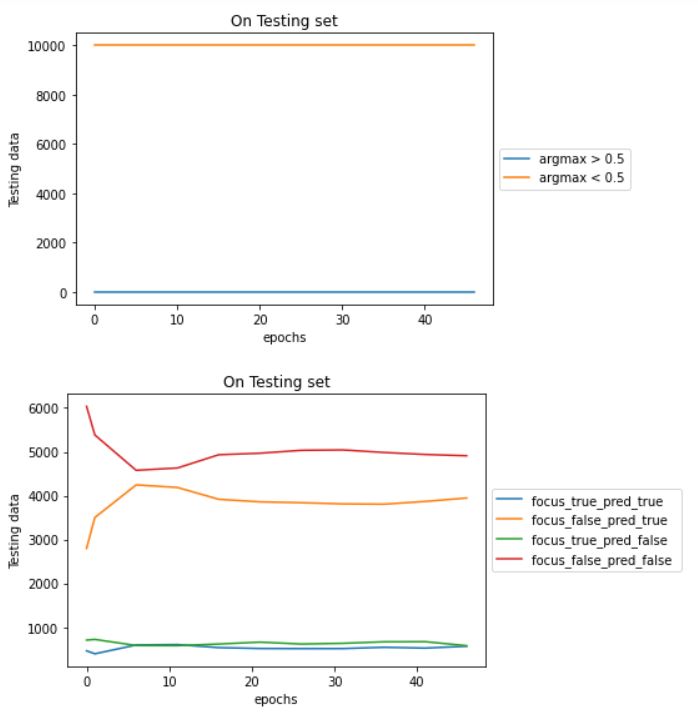 On Testing set
10000
8000
6000
4000
2000
0
Testing data
0 10 20 30 40
epochs
argmax > 0.5
argmax < 0.5
On Testing set
6000
5000
4000
3000
2000
1000
Testing data
0 10 20 30 40
epochs
focus_true_pred_true
focus_false_pred_true
focus_true_pred_false
focus_false_pred_false